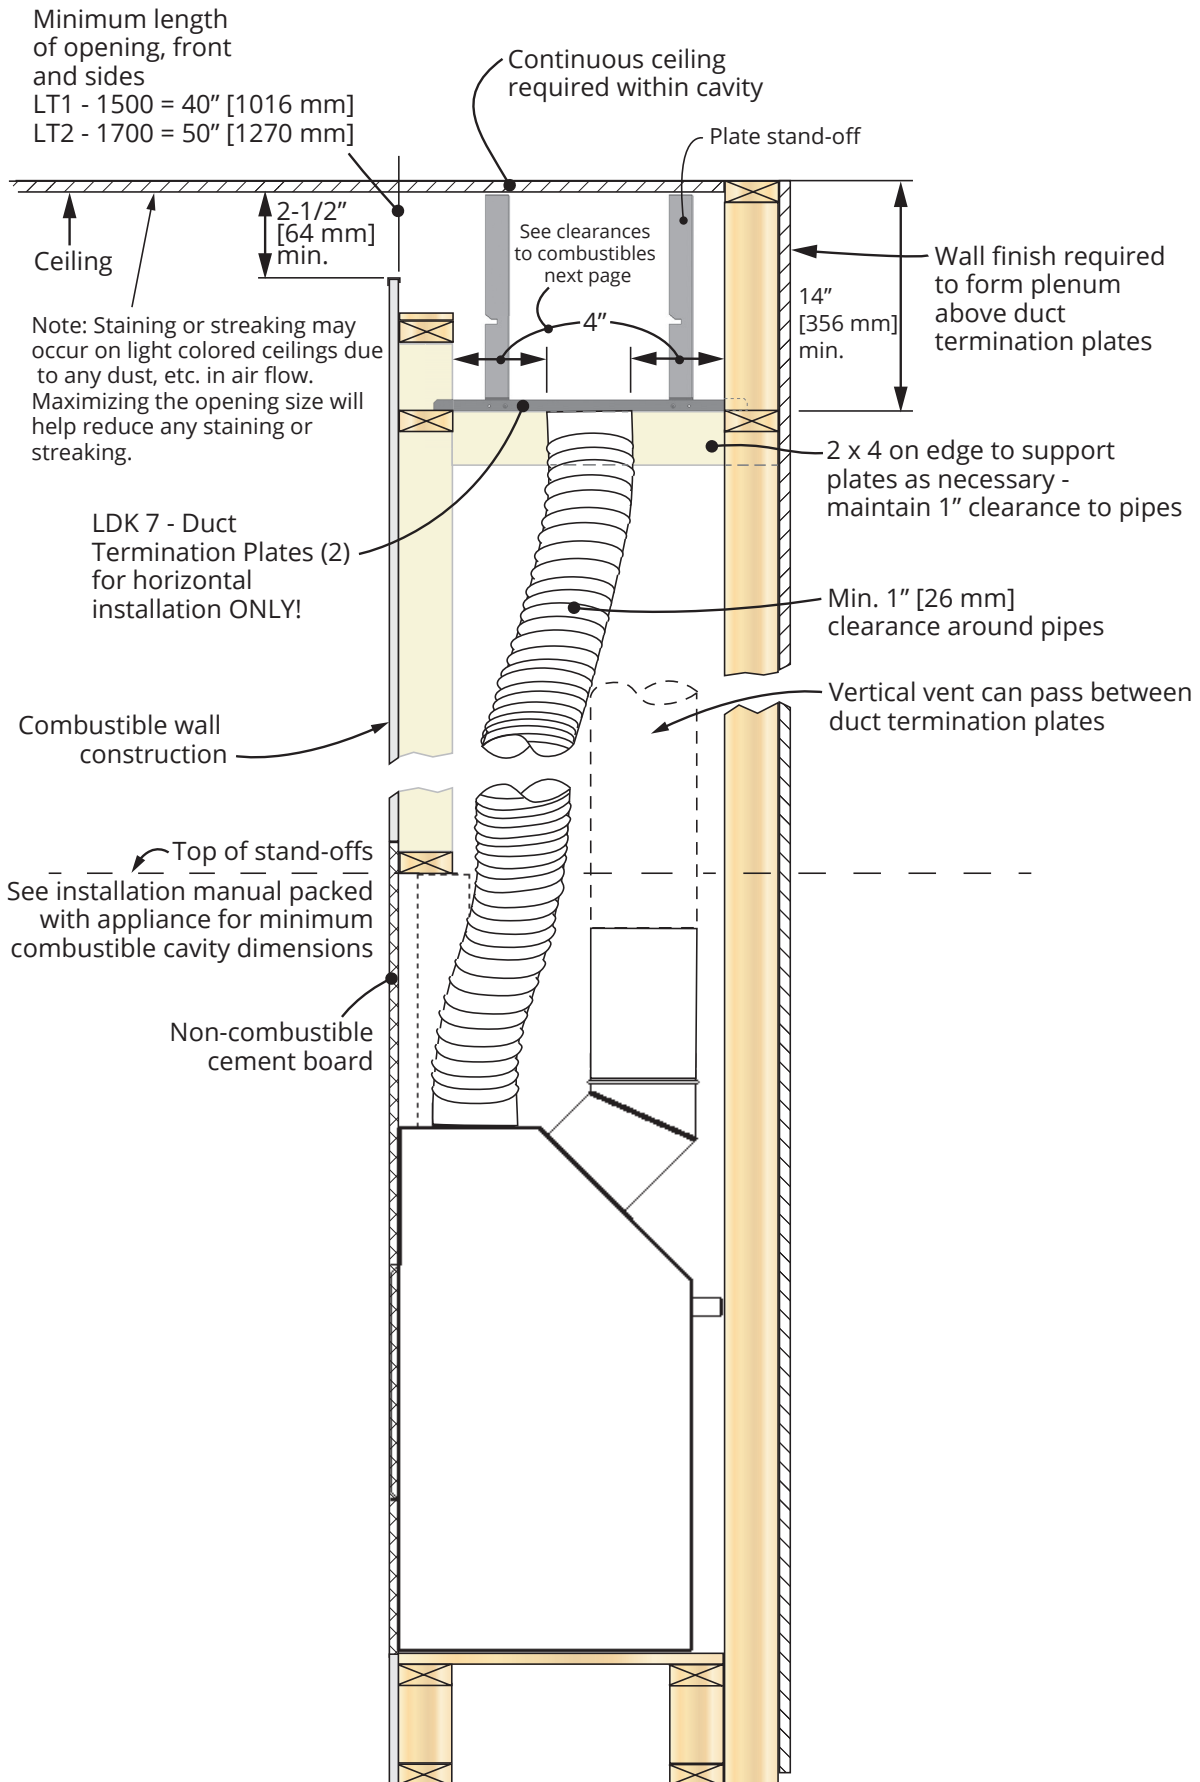 Minimum length
of opening, front
and sides
LT1 - 1500 = 40” [1016 mm]
LT2 - 1700 = 50” [1270 mm]
Continuous ceiling
required within cavity
Plate stand-off
2-1/2”
[64 mm]
min.
Ceiling
See clearances
to combustibles
next page
4”
14”
[356 mm]
min.
Wall finish required
to form plenum
above duct
termination plates
Note: Staining or streaking may
occur on light colored ceilings due
to any dust, etc. in air flow.
Maximizing the opening size will
help reduce any staining or
streaking.
2 x 4 on edge to support
plates as necessary -
maintain 1” clearance to pipes
LDK 7 - Duct
Termination Plates (2)
for horizontal
installation ONLY!
Min. 1” [26 mm]
clearance around pipes
Vertical vent can pass between
duct termination plates
Combustible wall
construction
Top of stand-offs
See installation manual packed
with appliance for minimum
combustible cavity dimensions
Non-combustible
cement board